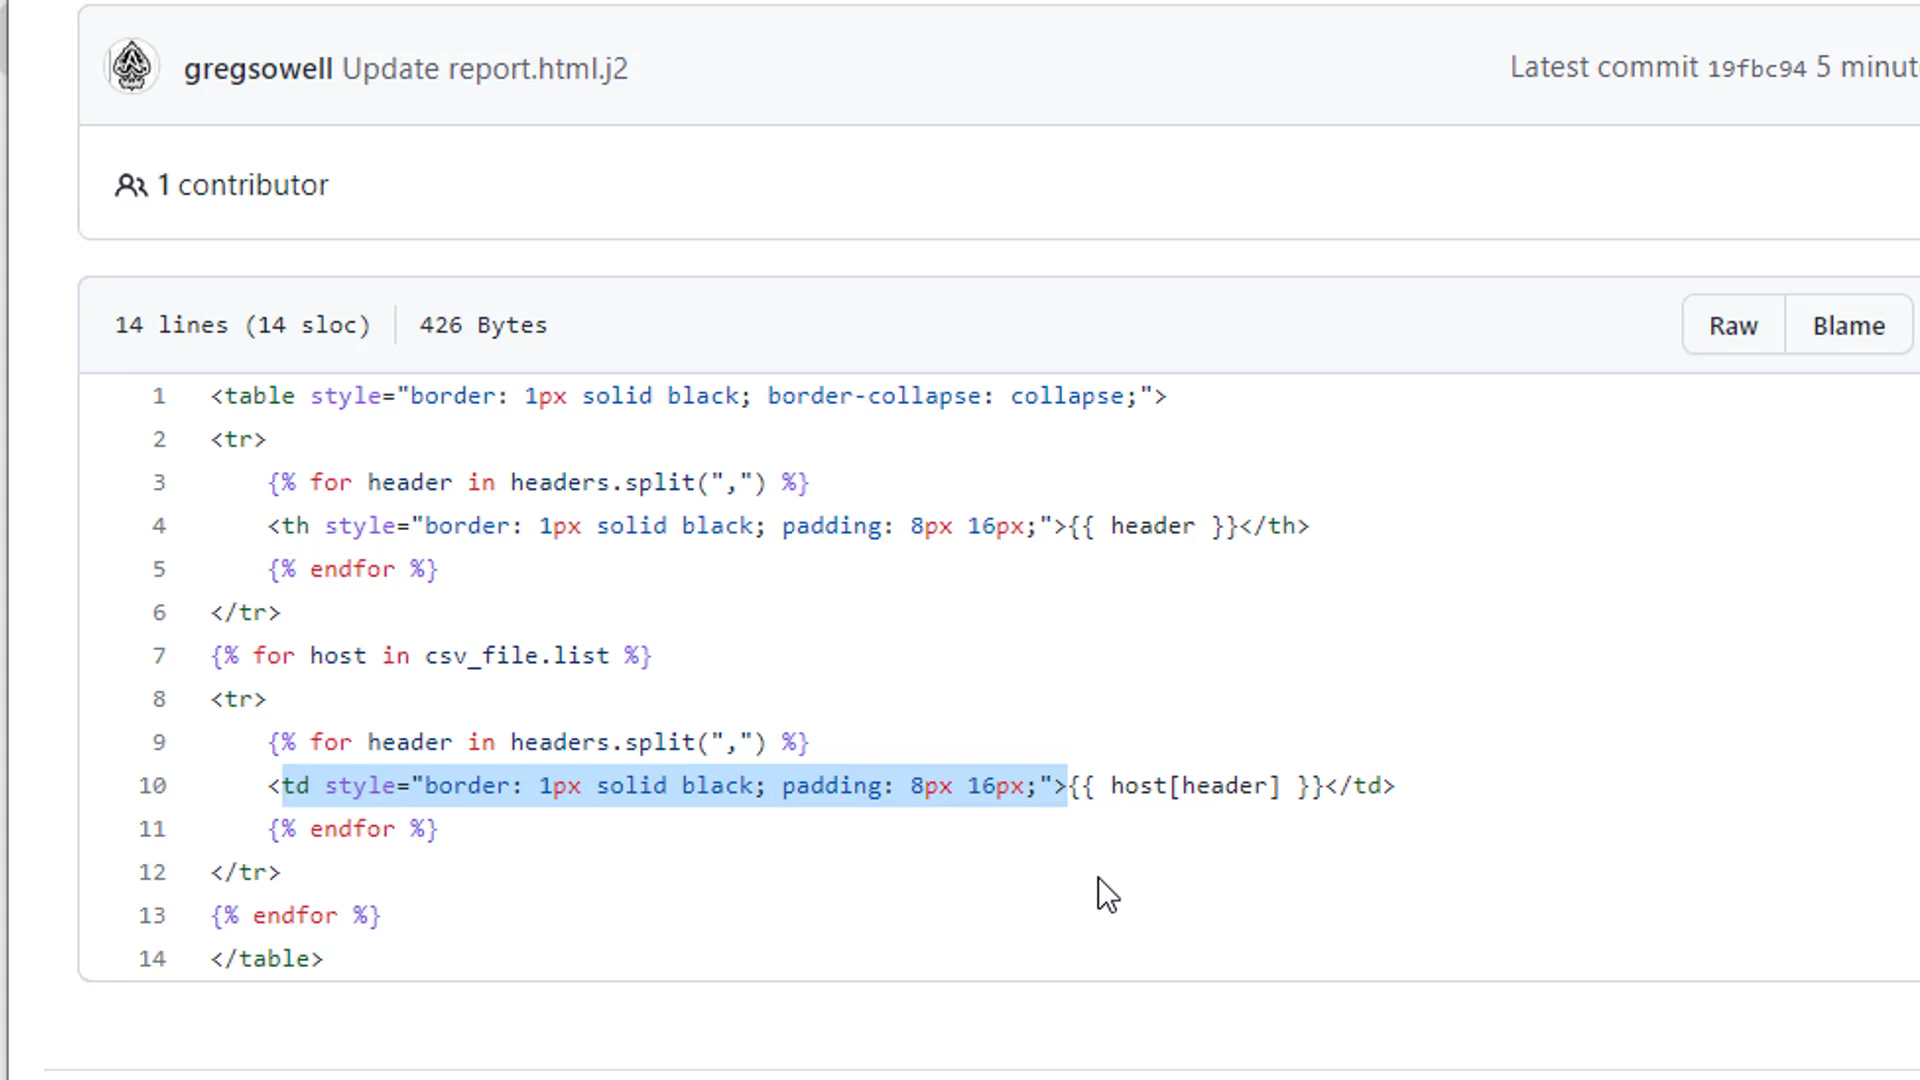 gregsowell Update report.html.j2
Latest commit 19fbc94 5 minut
1 contributor
14 lines (14 sloc) 426 Bytes
Raw Blame
1 <table style="border: 1px solid black; border-collapse: collapse;">
2 <tr>
3 {% for header in headers.split(",") %}
4 <th style="border: 1px solid black; padding: 8px 16px;">{{ header }}</th>
5 {% endfor %}
6 </tr>
7 {% for host in csv_file.list %}
8 <tr>
9 {% for header in headers.split(",") %}
10 <td style="border: 1px solid black; padding: 8px 16px;">{{ host[header] }}</td>
11 {% endfor %}
12 </tr>
13 {% endfor %}
14 </table>